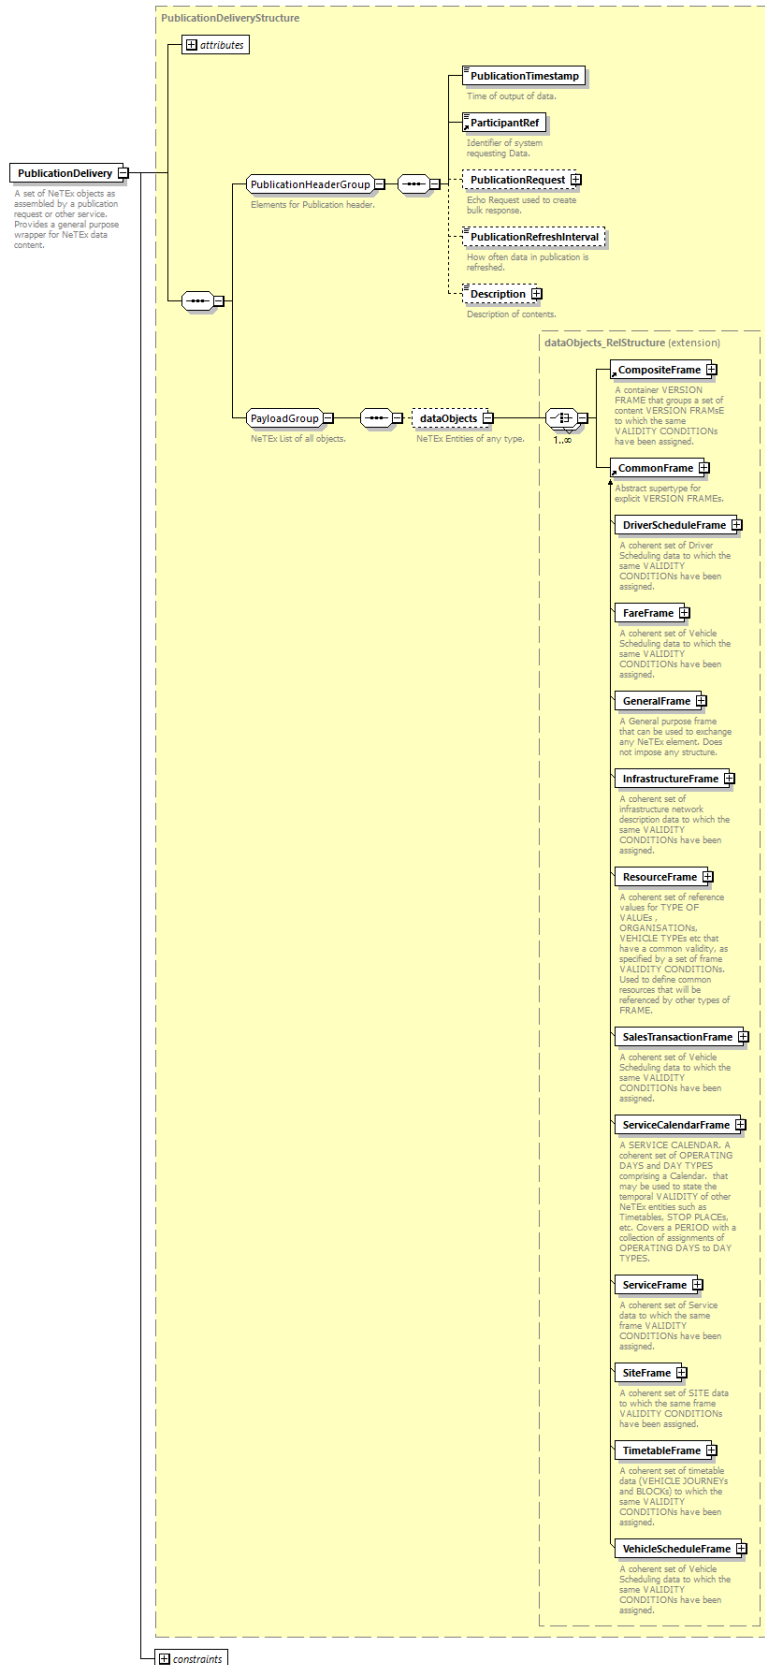 PublicationDeliveryStructure
attributes
PublicationTimestamp
Time of output of data.
ParticipantRef
Identifier of system
requesting Data.
PublicationDelivery
A set of NeTEx objects as
assembled by a publication
request or other service.
Provides a general purpose
wrapper for NeTEx data
content.
PublicationHeaderGroup
Elements for Publication header.
PublicationRequest
Echo Request used to create
bulk response.
PublicationRefreshInterval
How often data in publication is
refreshed.
Description
Description of contents.
dataObjects_RelStructure (extension)
CompositeFrame
A container VERSION
FRAME that groups a set of
content VERSION FRAMsE
to which the same
VALIDITY CONDITIONs
have been assigned.
PayloadGroup
NeTEx List of all objects.
dataObjects
NeTEx Entities of any type.
1..∞
CommonFrame
Abstract supertype for
explicit VERSION FRAMEs.
DriverScheduleFrame
A coherent set of Driver
Scheduling data to which the
same VALIDITY
CONDITIONs have been
assigned.
FareFrame
A coherent set of Vehicle
Scheduling data to which the
same VALIDITY
CONDITIONs have been
assigned.
GeneralFrame
A General purpose frame
that can be used to exchange
any NeTEx element. Does
not impose any structure.
InfrastructureFrame
A coherent set of
infrastructure network
description data to which the
same VALIDITY
CONDITIONs have been
assigned.
ResourceFrame
A coherent set of reference
values for TYPE OF
VALUEs ,
ORGANISATIONs,
VEHICLE TYPEs etc that
have a common validity, as
specified by a set of frame
VALIDITY CONDITIONs.
Used to define common
resources that will be
referenced by other types of
FRAME.
SalesTransactionFrame
A coherent set of Vehicle
Scheduling data to which the
same VALIDITY
CONDITIONs have been
assigned.
ServiceCalendarFrame
A SERVICE CALENDAR. A
coherent set of OPERATING
DAYS and DAY TYPES
comprising a Calendar.  that
may be used to state the
temporal VALIDITY of other
NeTEx entities such as
Timetables, STOP PLACEs,
etc. Covers a PERIOD with a
collection of assignments of
OPERATING DAYS to DAY
TYPES.
ServiceFrame
A coherent set of Service
data to which the same
frame VALIDITY
CONDITIONs have been
assigned.
SiteFrame
A coherent set of SITE data
to which the same frame
VALIDITY CONDITIONs
have been assigned.
TimetableFrame
A coherent set of timetable
data (VEHICLE JOURNEYs
and BLOCKs) to which the
same VALIDITY
CONDITIONs have been
assigned.
VehicleScheduleFrame
A coherent set of Vehicle
Scheduling data to which the
same VALIDITY
CONDITIONs have been
assigned.
constraints